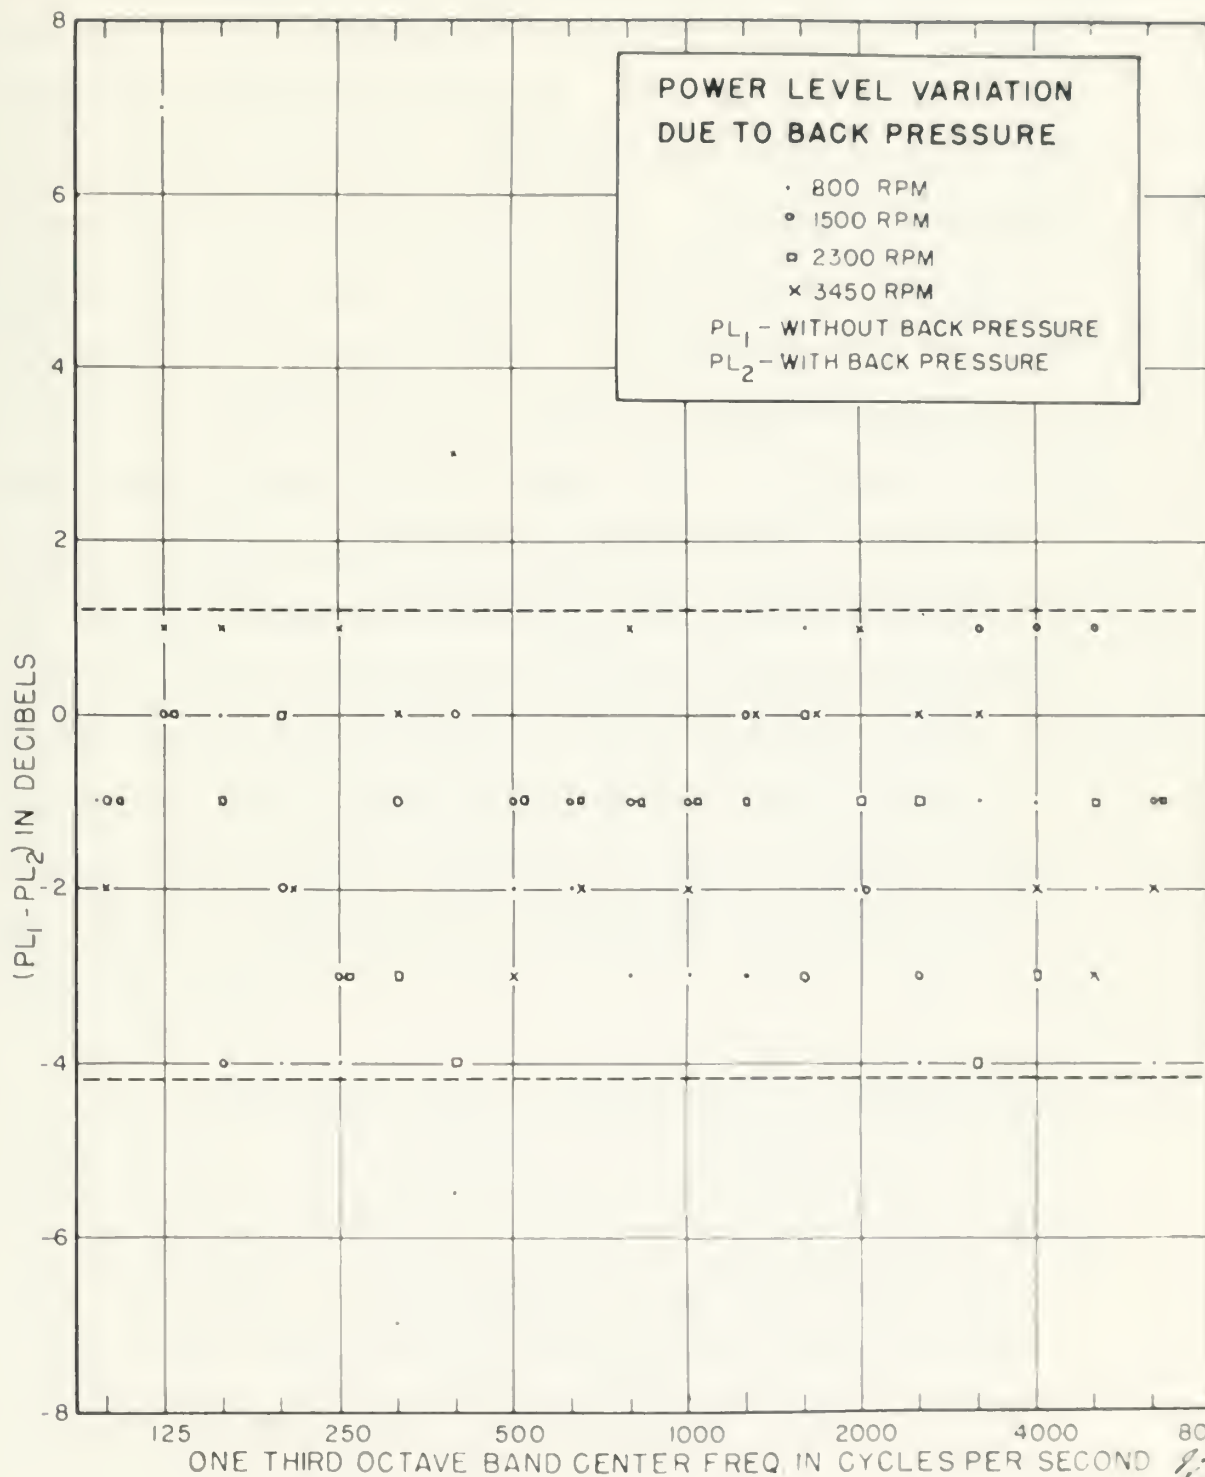 8
6
4
2
0
-2
-4
-6
-8
(PL1 - PL2) IN DECIBELS
POWER LEVEL VARIATION
DUE TO BACK PRESSURE
· 800 RPM
o 1500 RPM
□ 2300 RPM
x 3450 RPM
PL1 - WITHOUT BACK PRESSURE
PL2 - WITH BACK PRESSURE
125 250 500 1000 2000 4000 80
ONE THIRD OCTAVE BAND CENTER FREQ. IN CYCLES PER SECOND